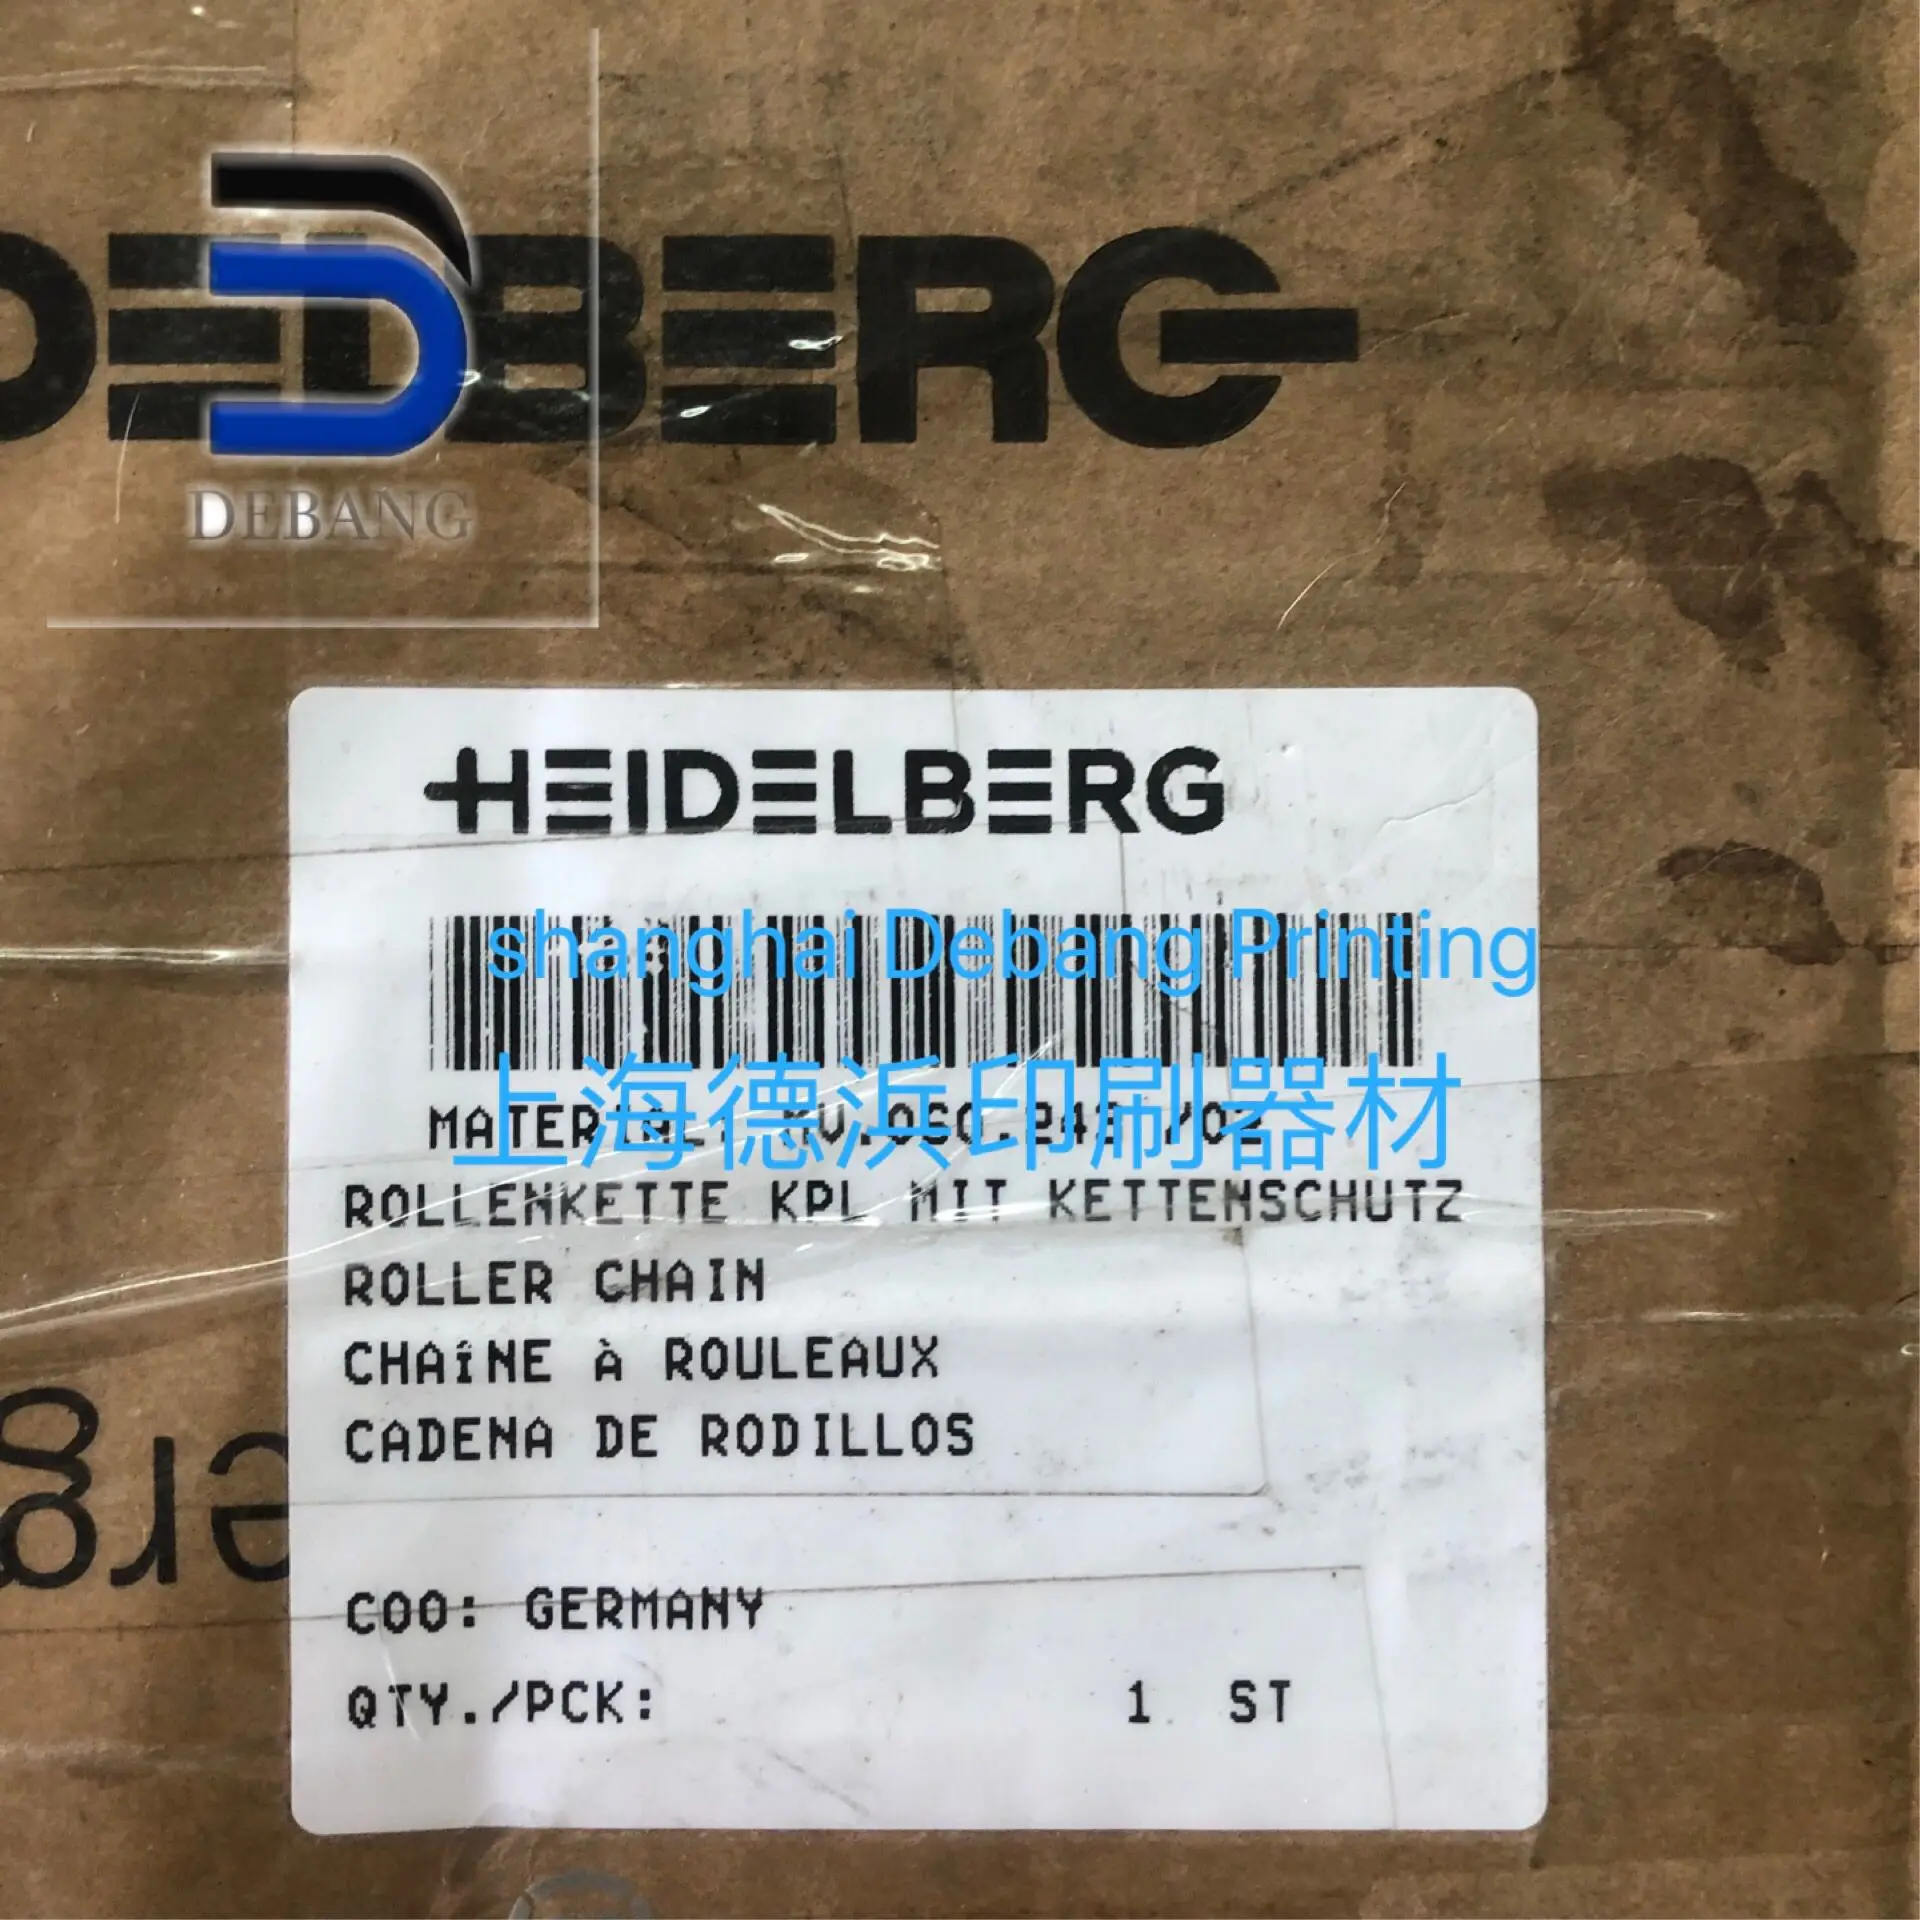 DEBANG
HEIDELBERG
shanghai Debang Printing
上海德浜印刷器材
MATERIAL:
ROLLENKETTE KPL MIT KETTENSCHUTZ
ROLLER CHAIN
CHAîNE À ROULEAUX
CADENA DE RODILLOS
COO: GERMANY
QTY./PCK: 1 ST